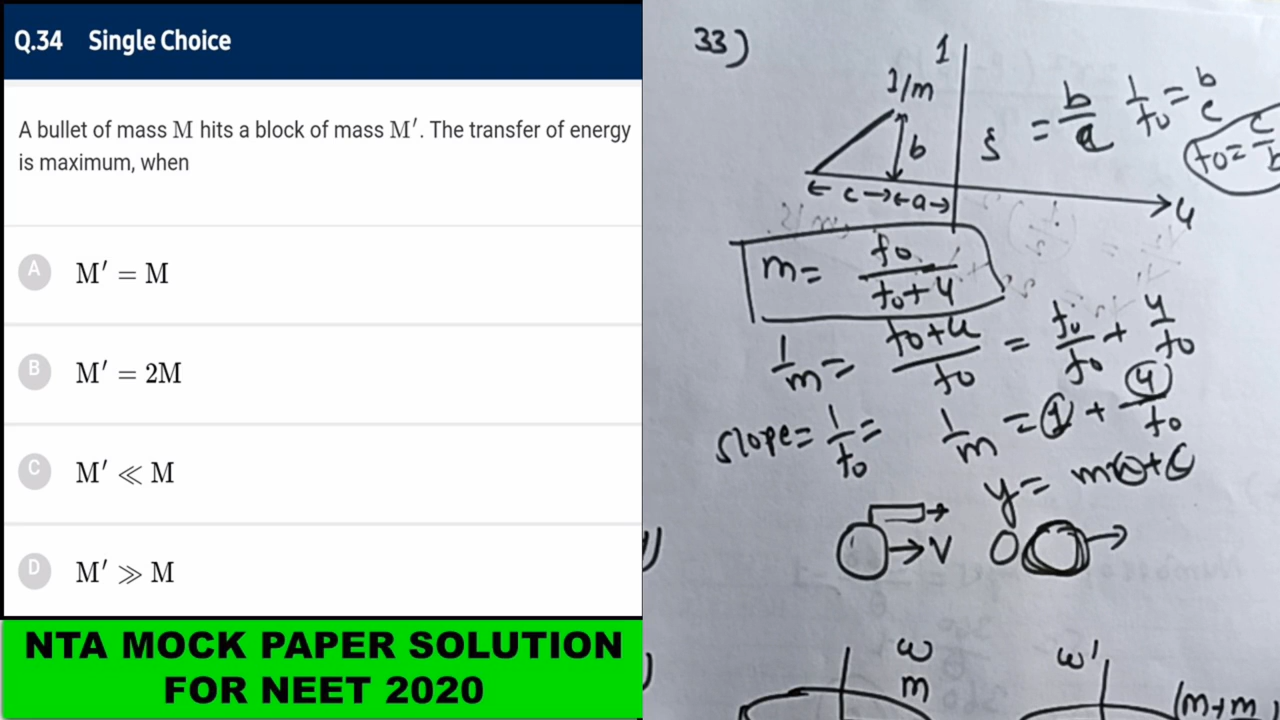 Q.34 Single Choice
A bullet of mass M hits a block of mass M′. The transfer of energy
is maximum, when
A M′ = M
B M′ = 2M
C M′ ≪ M
D M′ ≫ M
NTA MOCK PAPER SOLUTION
FOR NEET 2020
33)
1
1/m
b
← c →← a →
u
= b/a
1/f0 = b/c
f0 = c/b
m = f0/(f0+u)
1/m = (f0+u)/f0 = f0/f0 + u/f0
slope = 1/f0 =
1/m = 1 + u/f0
y = mx+c
→ V
ω
m
ω'
(m+m